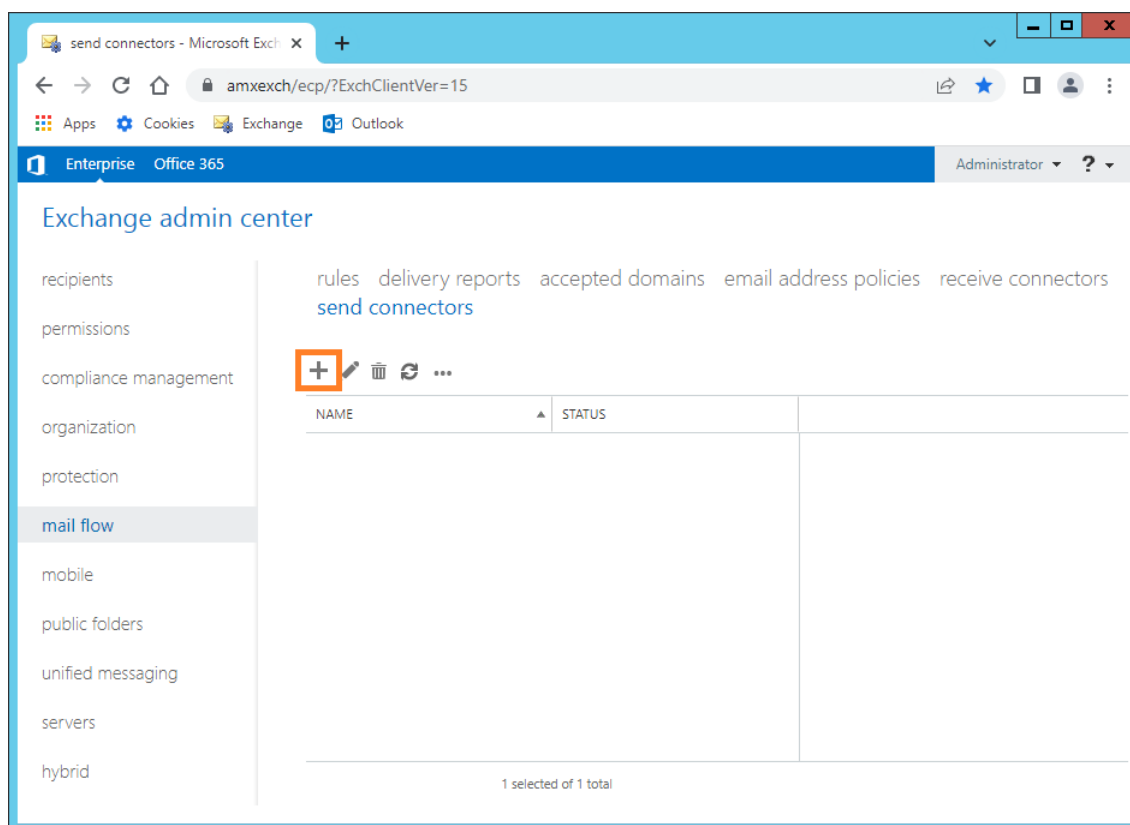 send connectors - Microsoft Exch
amxexch/ecp/?ExchClientVer=15
Apps Cookies Exchange Outlook
Enterprise Office 365 Administrator ?
Exchange admin center
recipients
permissions
compliance management
organization
protection
mail flow
mobile
public folders
unified messaging
servers
hybrid
rules delivery reports accepted domains email address policies receive connectors
send connectors
NAME STATUS
1 selected of 1 total